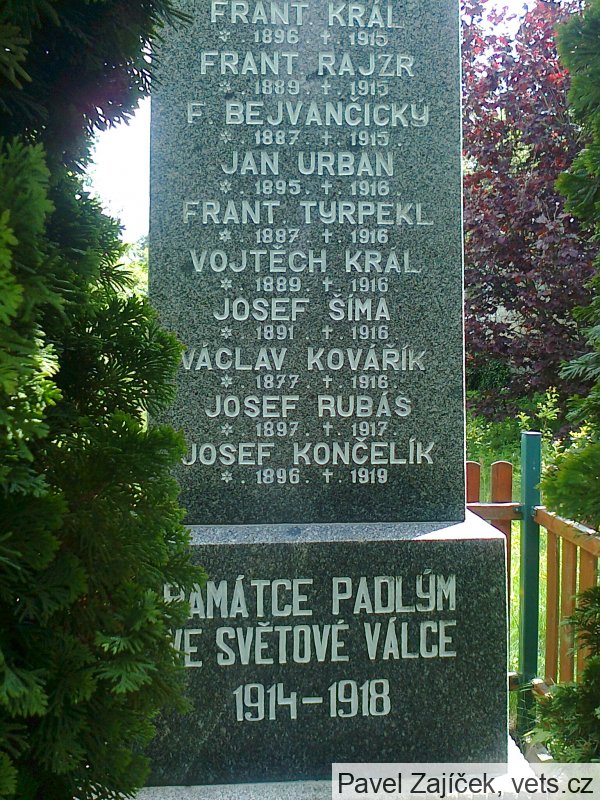 FRANT KRÁL
* . 1896 . † . 1915
FRANT RAJZR
* . 1889 . † . 1915
F. BEJVANČICKÝ
* . 1887 . † . 1915 .
JAN URBAN
* . 1895 . † . 1916 .
FRANT TYRPEKL
* . 1887 . † . 1916
VOJTĚCH KRÁL
* . 1889 . † . 1916
JOSEF ŠÍMA
* . 1891 . † . 1916
VÁCLAV KOVÁŘÍK
* . 1877 . † . 1916 .
JOSEF RUBÁS
* . 1897 . † . 1917
JOSEF KONČELÍK
* . 1896 . † . 1919
PAMÁTCE PADLÝM
VE SVĚTOVÉ VÁLCE
1914 - 1918
Pavel Zajíček, vets.cz